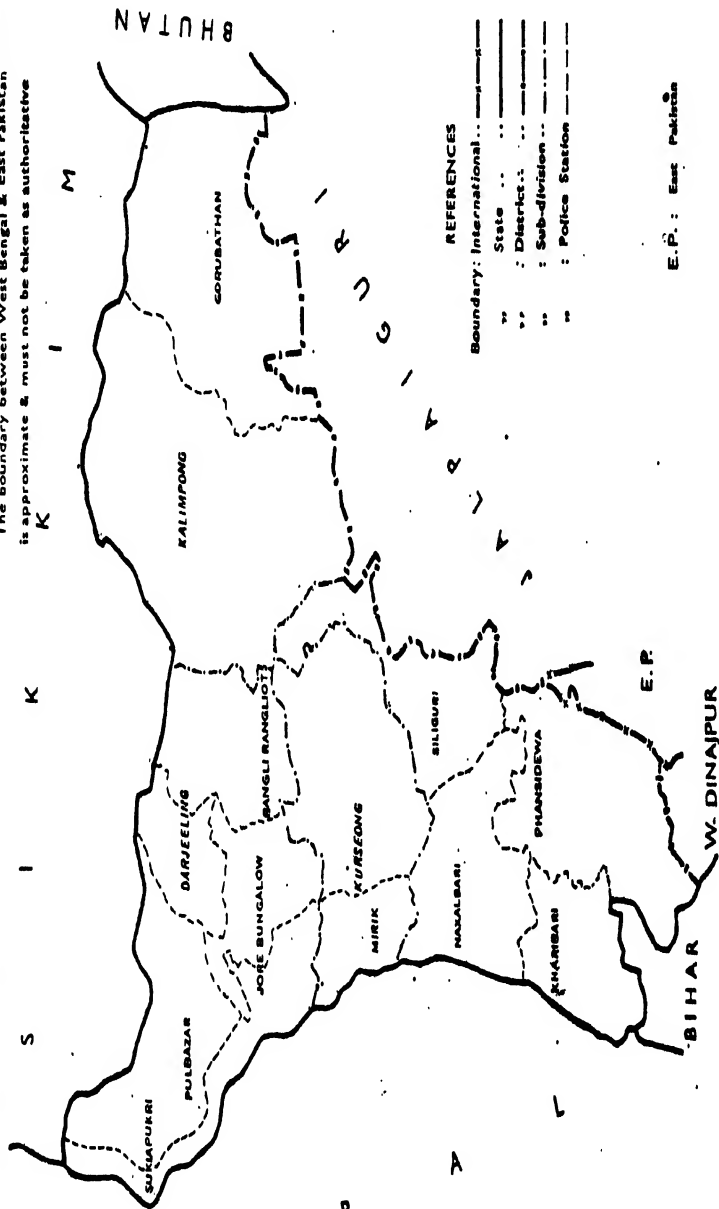 The boundary between West Bengal & East Pakistan
is approximate & must not be taken as authoritative
S I K K I M
BHUTAN
SUKIAPUKRI
PULBAZAR
DARJEELING
JORE BUNGALOW
RANGLI RANGLIOT
KALIMPONG
GORUBATHAN
MIRIK
KURSEONG
NAXALBARI
SILIGURI
KHARIBARI
PHANSIDEWA
P A L
JALPAIGURI
BIHAR
W. DINAJPUR
E.P.
REFERENCES
Boundary: International..
" State .. ..
" : District..
" : Sub-division ..
" : Police Station
E.P. : East Pakistan